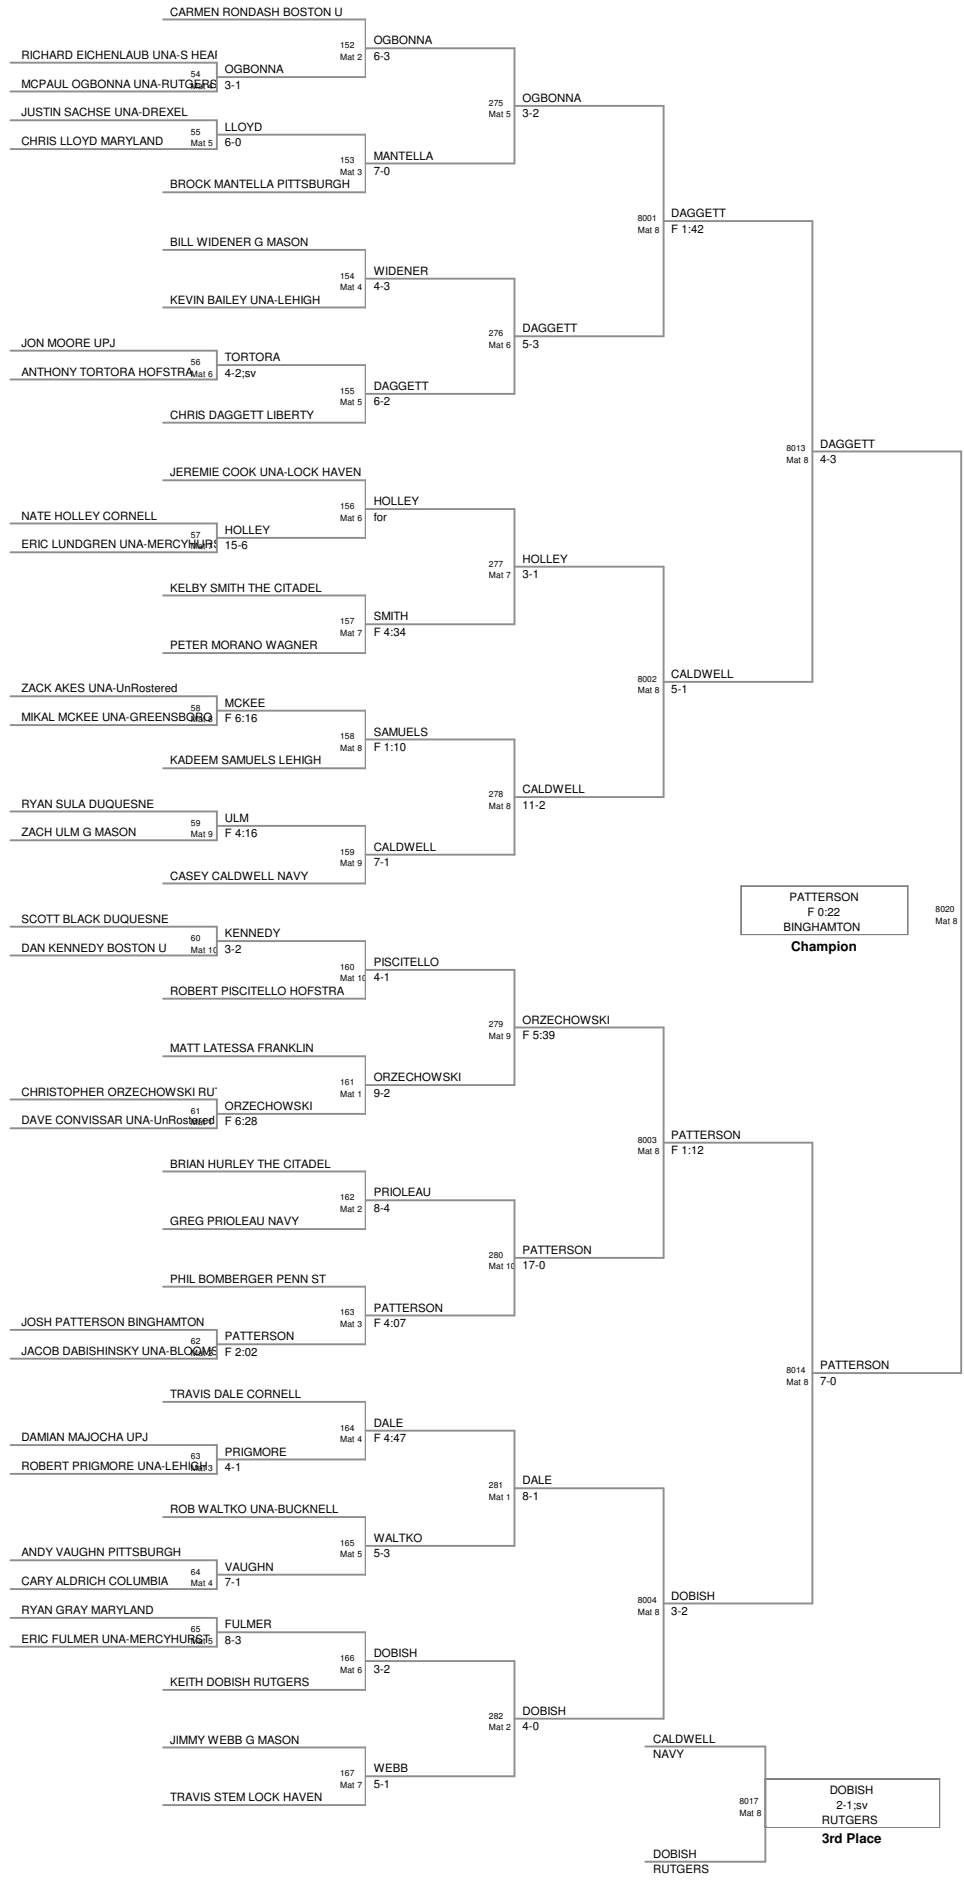 CARMEN RONDASH BOSTON U
152
Mat 2
OGBONNA
6-3
RICHARD EICHENLAUB UNA-S HEA
54
OGBONNA
MCPAUL OGBONNA UNA-RUTGERS
3-1
275
Mat 5
OGBONNA
3-2
JUSTIN SACHSE UNA-DREXEL
55
Mat 5
LLOYD
6-0
CHRIS LLOYD MARYLAND
153
Mat 3
MANTELLA
7-0
BROCK MANTELLA PITTSBURGH
8001
Mat 8
DAGGETT
F 1:42
BILL WIDENER G MASON
154
Mat 4
WIDENER
4-3
KEVIN BAILEY UNA-LEHIGH
276
Mat 6
DAGGETT
5-3
JON MOORE UPJ
56
Mat 6
TORTORA
4-2;sv
ANTHONY TORTORA HOFSTRA
155
Mat 5
DAGGETT
6-2
CHRIS DAGGETT LIBERTY
8013
Mat 8
DAGGETT
4-3
JEREMIE COOK UNA-LOCK HAVEN
156
Mat 6
HOLLEY
for
NATE HOLLEY CORNELL
57
HOLLEY
ERIC LUNDGREN UNA-MERCYHURS
15-6
277
Mat 7
HOLLEY
3-1
KELBY SMITH THE CITADEL
157
Mat 7
SMITH
F 4:34
PETER MORANO WAGNER
8002
Mat 8
CALDWELL
5-1
ZACK AKES UNA-UnRostered
58
MCKEE
MIKAL MCKEE UNA-GREENSBORO
F 6:16
158
Mat 8
SAMUELS
F 1:10
KADEEM SAMUELS LEHIGH
278
Mat 8
CALDWELL
11-2
RYAN SULA DUQUESNE
59
Mat 9
ULM
F 4:16
ZACH ULM G MASON
159
Mat 9
CALDWELL
7-1
CASEY CALDWELL NAVY
PATTERSON
F 0:22
BINGHAMTON
Champion
8020
Mat 8
SCOTT BLACK DUQUESNE
60
Mat 10
KENNEDY
3-2
DAN KENNEDY BOSTON U
160
Mat 10
PISCITELLO
4-1
ROBERT PISCITELLO HOFSTRA
279
Mat 9
ORZECHOWSKI
F 5:39
MATT LATESSA FRANKLIN
161
Mat 1
ORZECHOWSKI
9-2
CHRISTOPHER ORZECHOWSKI RU
61
ORZECHOWSKI
DAVE CONVISSAR UNA-UnRostered
F 6:28
8003
Mat 8
PATTERSON
F 1:12
BRIAN HURLEY THE CITADEL
162
Mat 2
PRIOLEAU
8-4
GREG PRIOLEAU NAVY
280
Mat 10
PATTERSON
17-0
PHIL BOMBERGER PENN ST
163
Mat 3
PATTERSON
F 4:07
JOSH PATTERSON BINGHAMTON
62
PATTERSON
JACOB DABISHINSKY UNA-BLOOMS
F 2:02
8014
Mat 8
PATTERSON
7-0
TRAVIS DALE CORNELL
164
Mat 4
DALE
F 4:47
DAMIAN MAJOCHA UPJ
63
Mat 3
PRIGMORE
4-1
ROBERT PRIGMORE UNA-LEHIGH
281
Mat 1
DALE
8-1
ROB WALTKO UNA-BUCKNELL
165
Mat 5
WALTKO
5-3
ANDY VAUGHN PITTSBURGH
64
Mat 4
VAUGHN
7-1
CARY ALDRICH COLUMBIA
8004
Mat 8
DOBISH
3-2
RYAN GRAY MARYLAND
65
Mat 5
FULMER
8-3
ERIC FULMER UNA-MERCYHURST
166
Mat 6
DOBISH
3-2
KEITH DOBISH RUTGERS
282
Mat 2
DOBISH
4-0
JIMMY WEBB G MASON
167
Mat 7
WEBB
5-1
TRAVIS STEM LOCK HAVEN
CALDWELL
NAVY
8017
Mat 8
DOBISH
2-1;sv
RUTGERS
3rd Place
DOBISH
RUTGERS